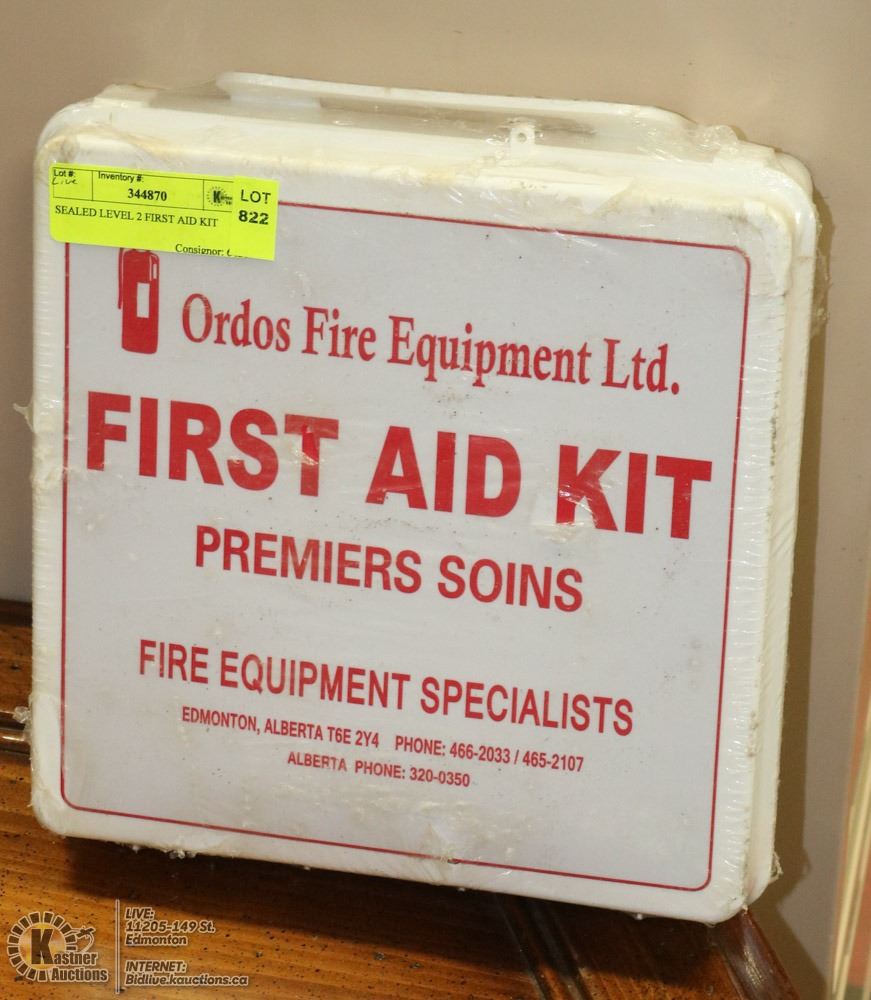 Lot #:
Live
Inventory #:
344870
LOT
822
SEALED LEVEL 2 FIRST AID KIT
Consignor:
Ordos Fire Equipment Ltd.
FIRST AID KIT
PREMIERS SOINS
FIRE EQUIPMENT SPECIALISTS
EDMONTON, ALBERTA T6E 2Y4 PHONE: 466-2033 / 465-2107
ALBERTA PHONE: 320-0350
K
Kastner
Auctions
LIVE:
11205-149 St.
Edmonton
INTERNET:
Bidlive.kauctions.ca